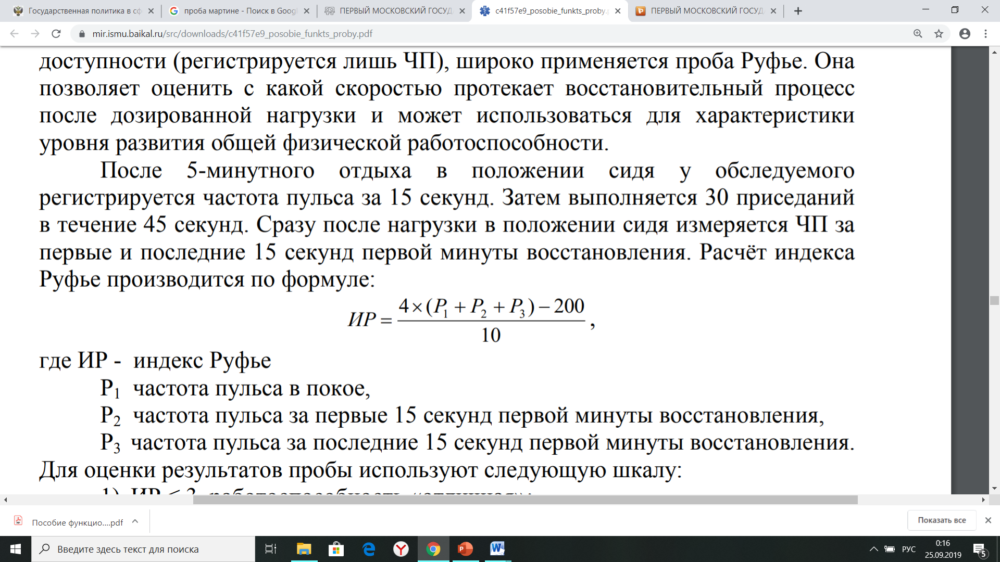 Государственная политика в сф
проба мартине - Поиск в Goog
ПЕРВЫЙ МОСКОВСКИЙ ГОСУД
c41f57e9_posobie_funkts_proby.p
ПЕРВЫЙ МОСКОВСКИЙ ГОСУД
mir.ismu.baikal.ru/src/downloads/c41f57e9_posobie_funkts_proby.pdf
доступности (регистрируется лишь ЧП), широко применяется проба Руфье. Она
позволяет оценить с какой скоростью протекает восстановительный процесс
после дозированной нагрузки и может использоваться для характеристики
уровня развития общей физической работоспособности.
После 5-минутного отдыха в положении сидя у обследуемого
регистрируется частота пульса за 15 секунд. Затем выполняется 30 приседаний
в течение 45 секунд. Сразу после нагрузки в положении сидя измеряется ЧП за
первые и последние 15 секунд первой минуты восстановления. Расчёт индекса
Руфье производится по формуле:
4×(P₁ + P₂ + P₃) − 200
ИР = ,
10
где ИР - индекс Руфье
Р₁ частота пульса в покое,
Р₂ частота пульса за первые 15 секунд первой минуты восстановления,
Р₃ частота пульса за последние 15 секунд первой минуты восстановления.
Для оценки результатов пробы используют следующую шкалу:
Пособие функцио....pdf
Показать все
Введите здесь текст для поиска
РУС
0:16
25.09.2019
5